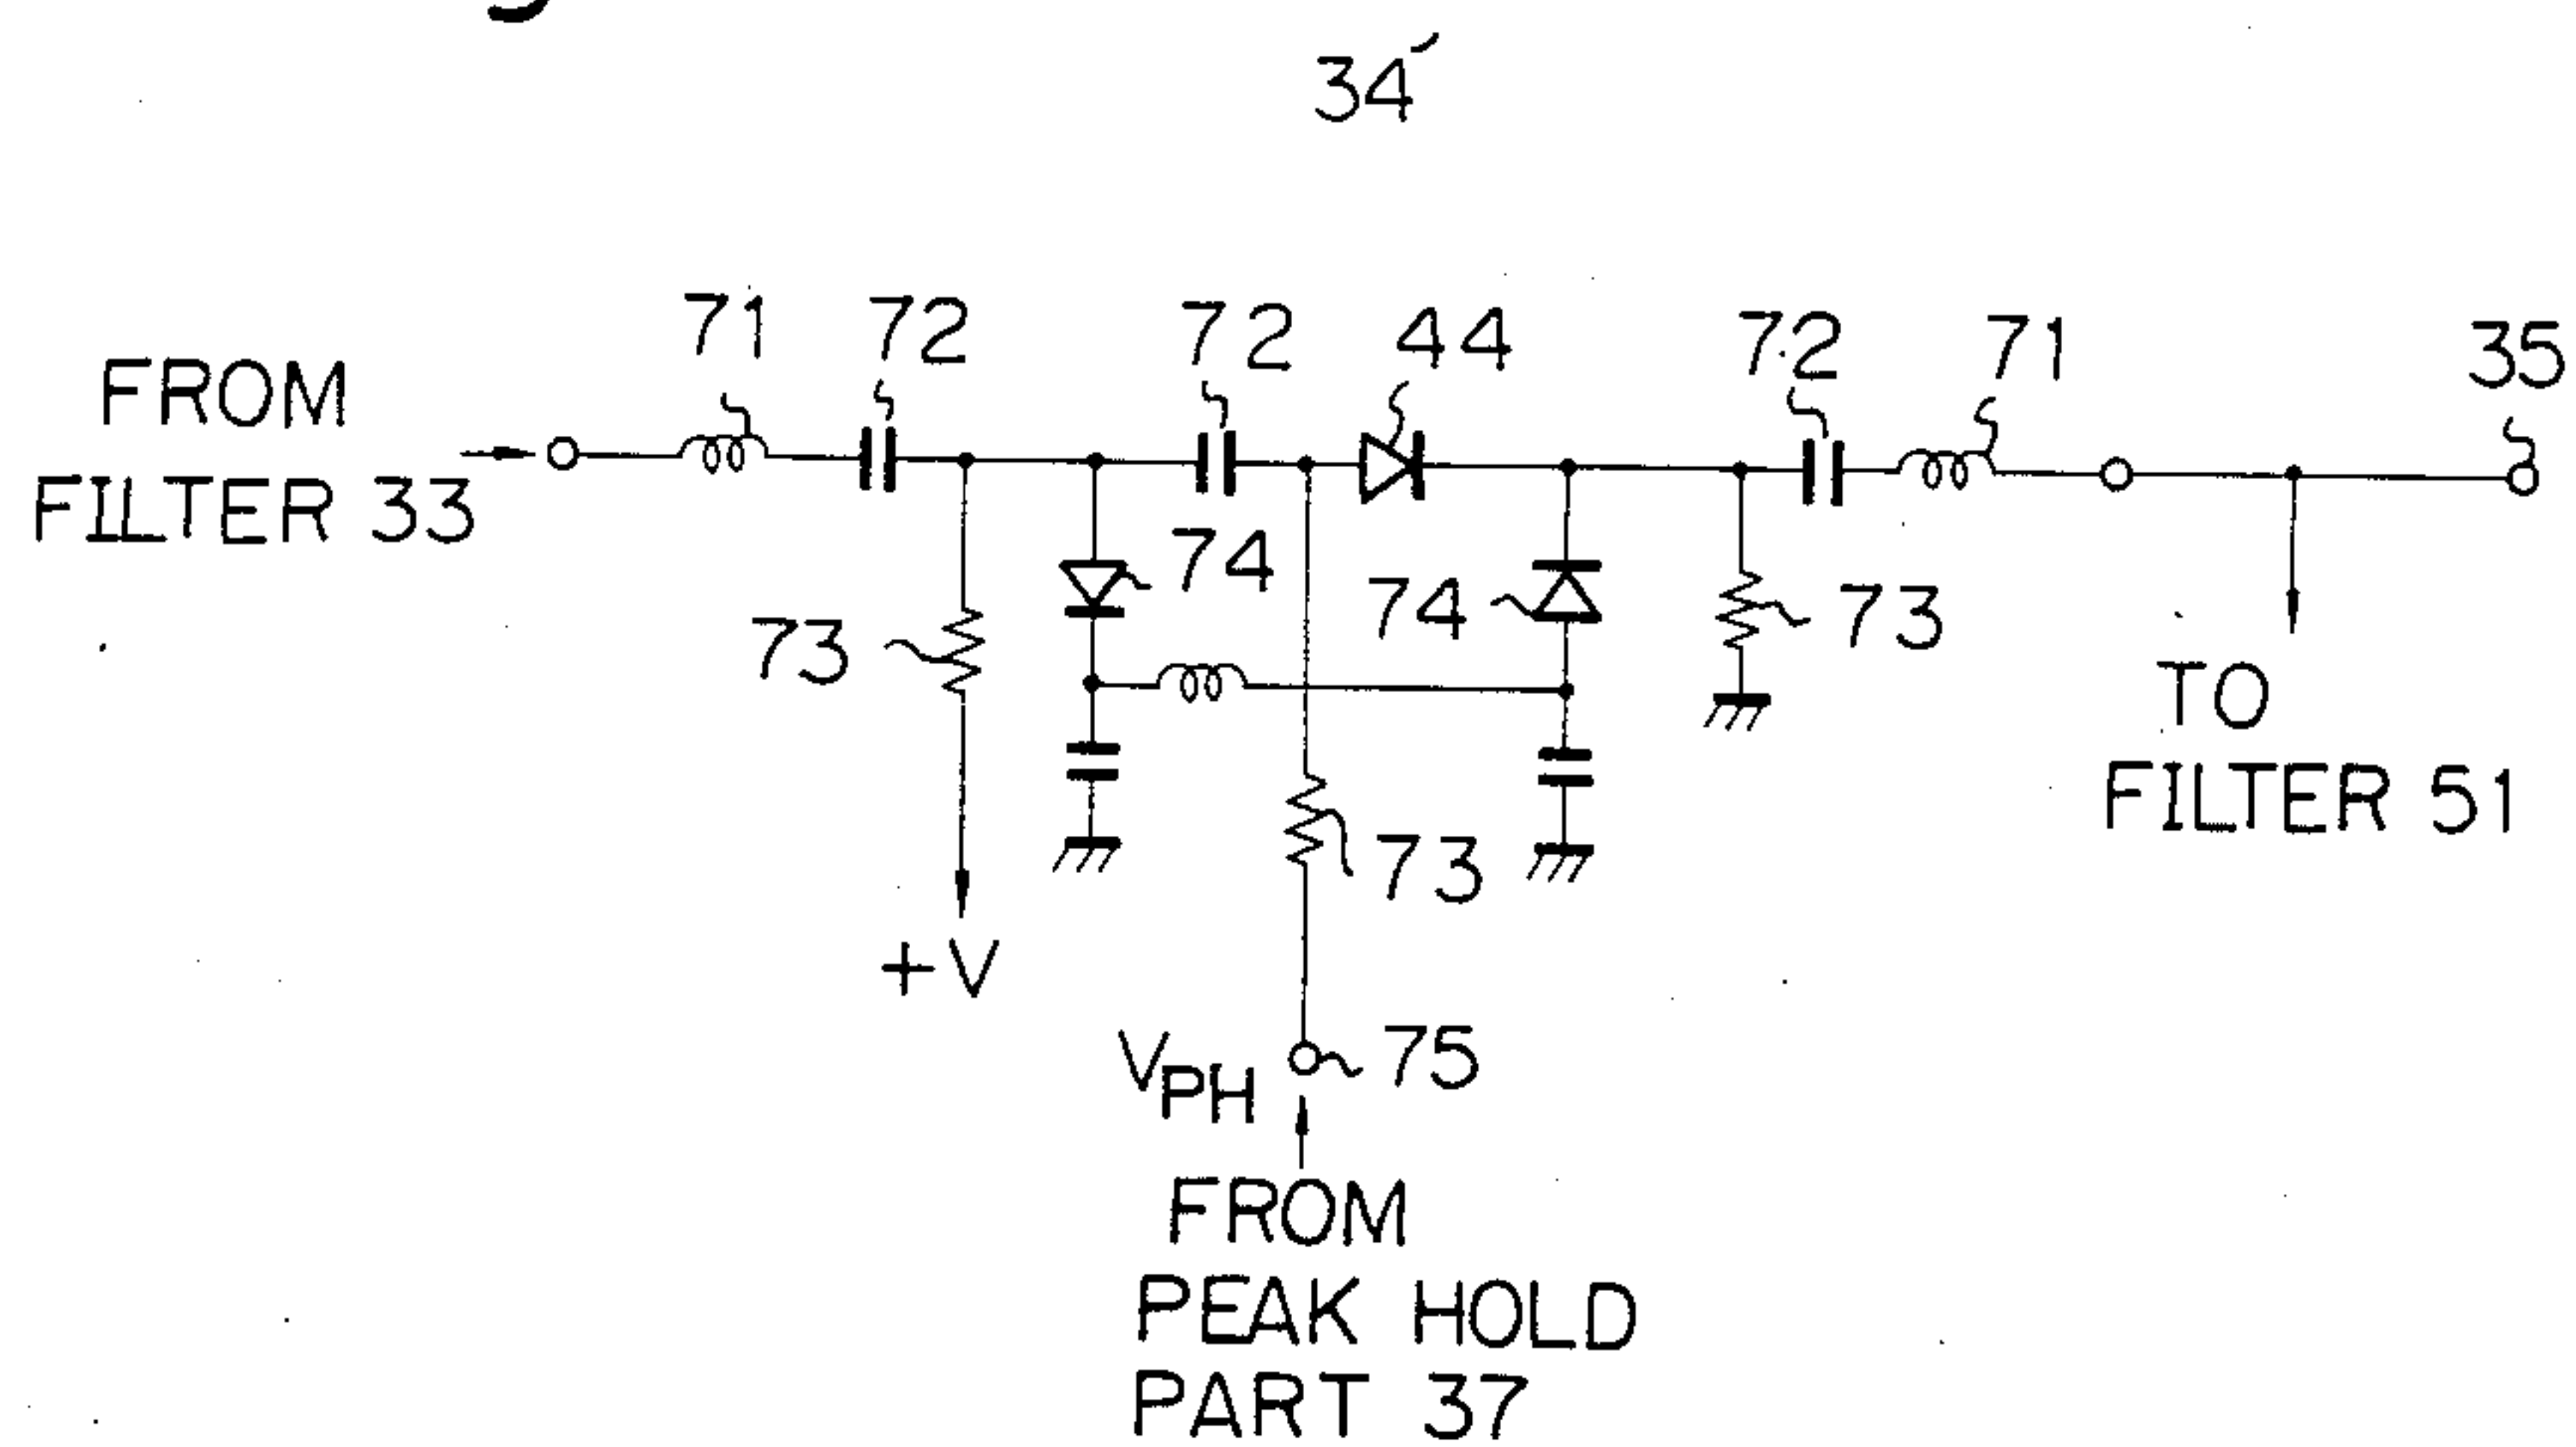 34′
71 72 72 44 72 71 35
FROM
FILTER 33
74
74
73
73
TO
FILTER 51
73
+V
VPH
75
FROM
PEAK HOLD
PART 37